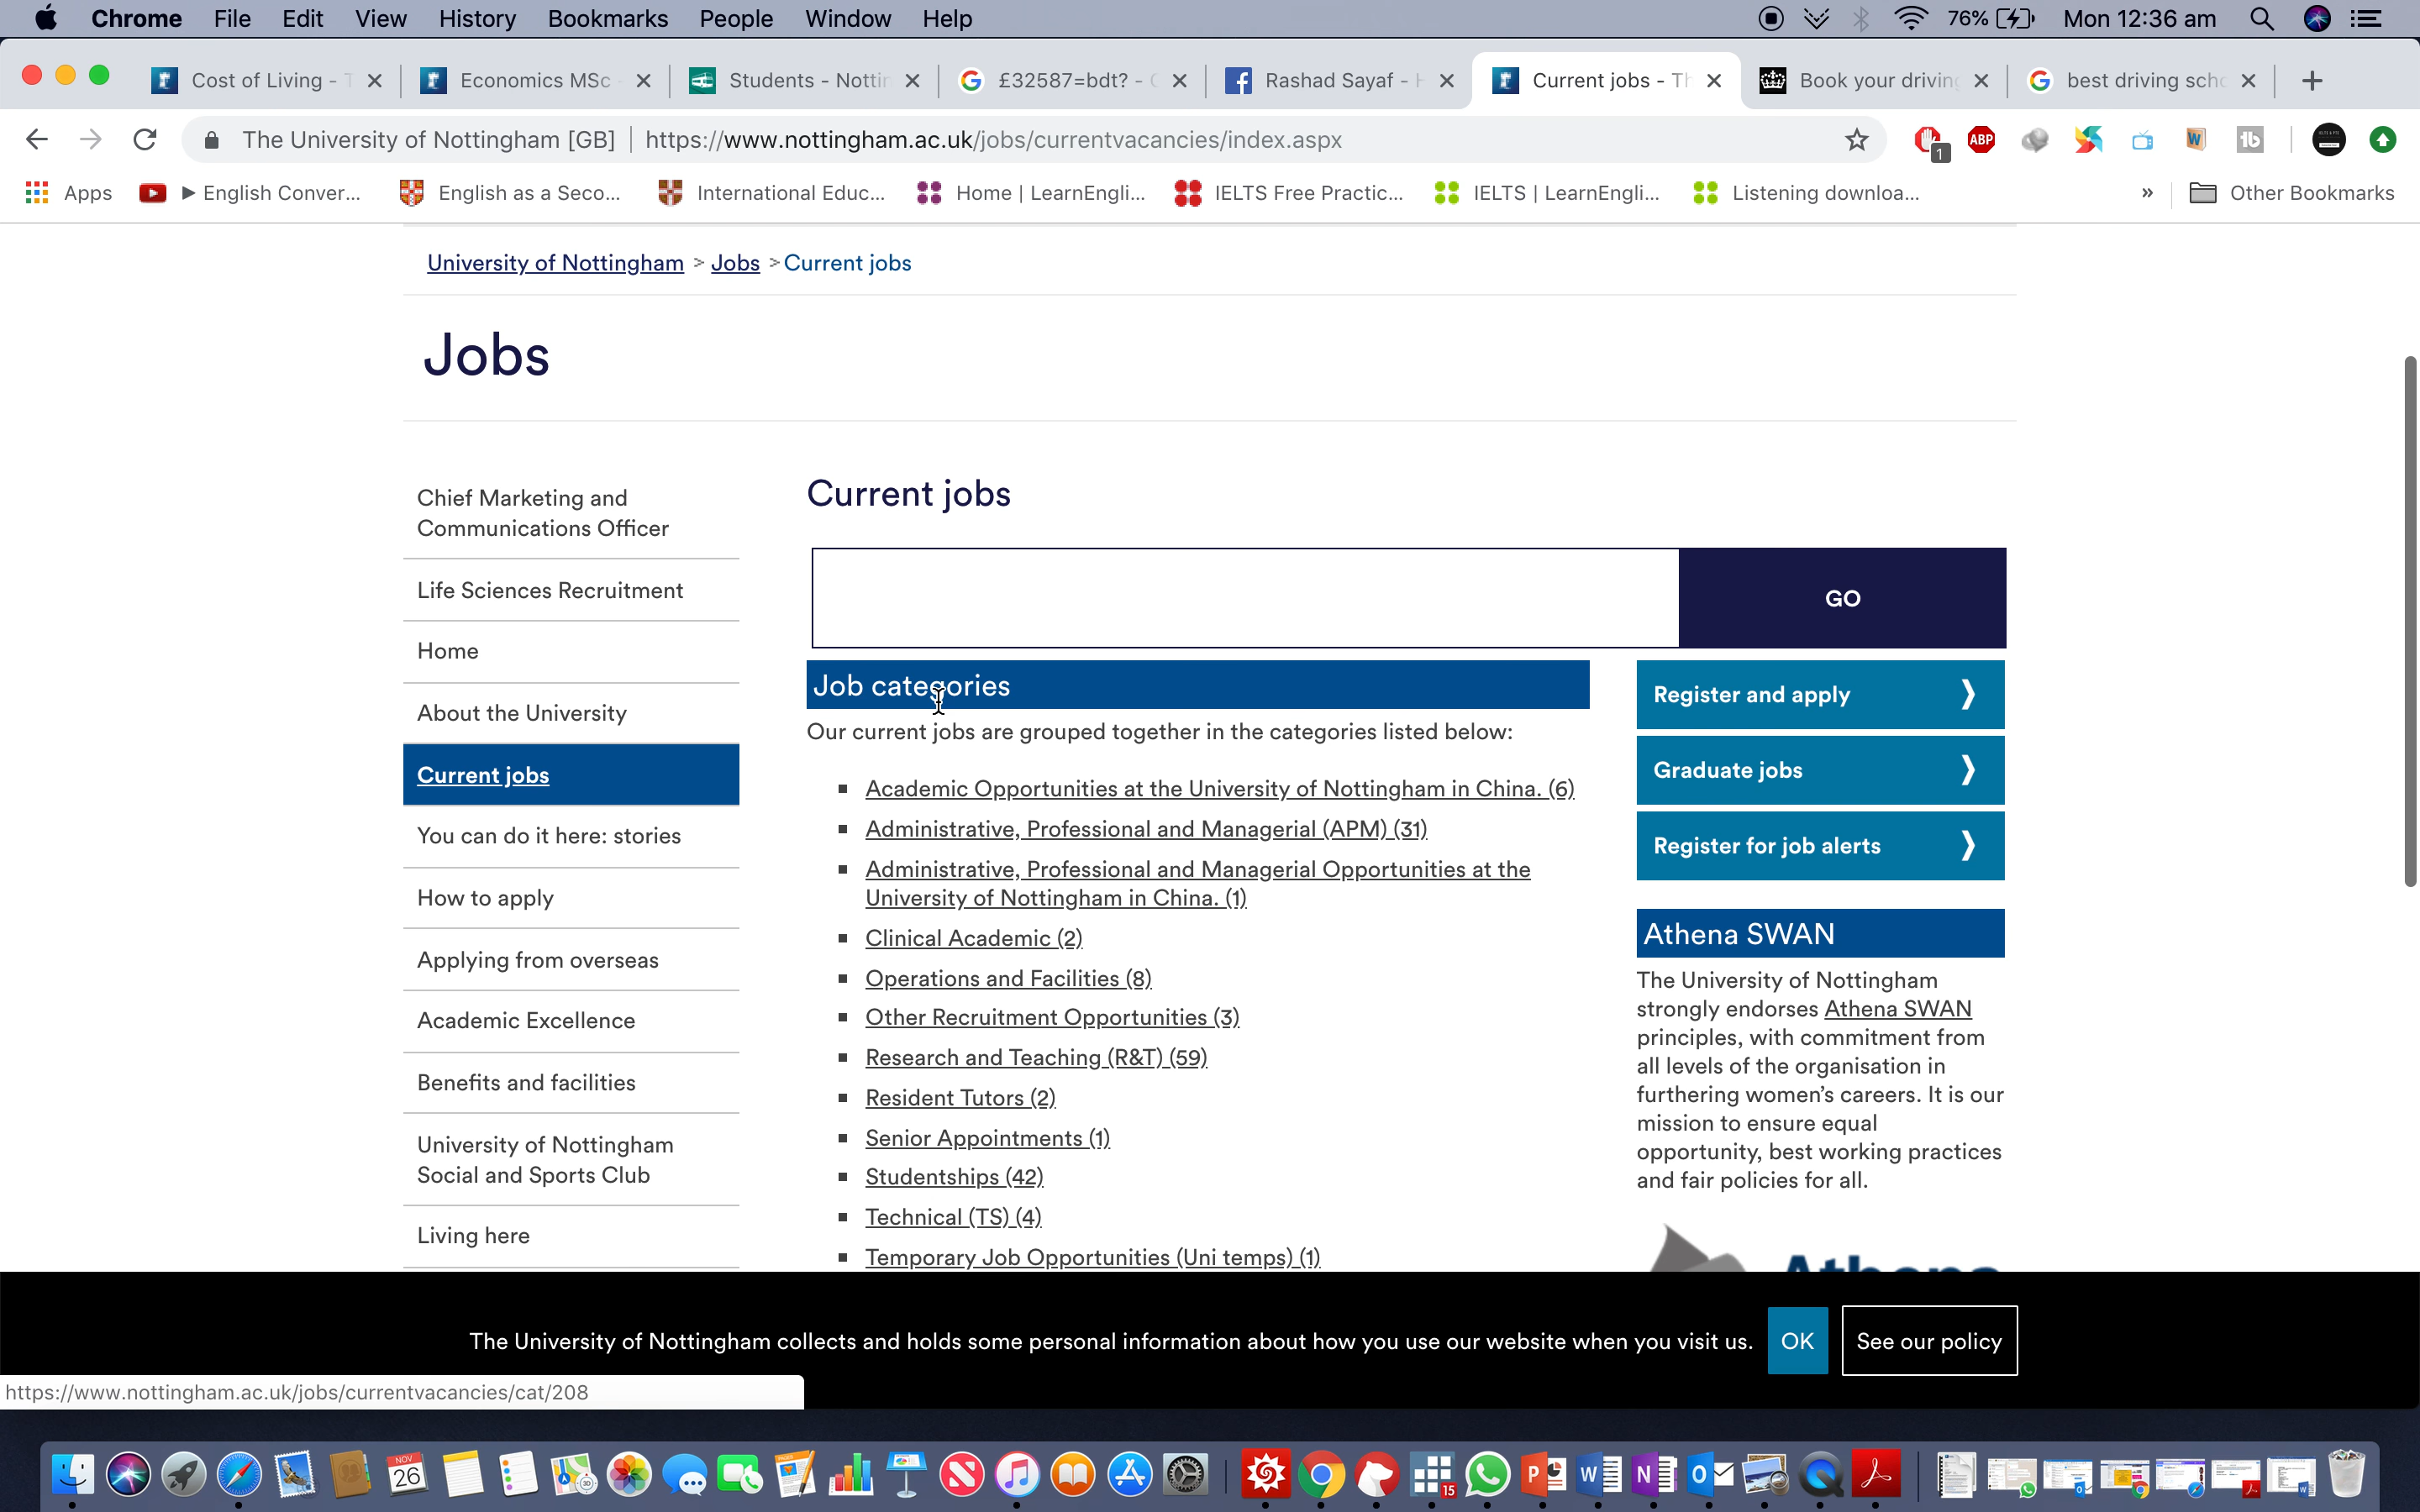 Chrome File Edit View History Bookmarks People Window Help 76% Mon 12:36 am
Cost of Living - Economics MSc - Students - Nottin £32587=bdt? - Rashad Sayaf - Current jobs - Th Book your driving best driving scho
The University of Nottingham [GB] https://www.nottingham.ac.uk/jobs/currentvacancies/index.aspx 1 ABP
Apps ▶ English Conver... English as a Seco... International Educ... Home | LearnEngli... IELTS Free Practic... IELTS | LearnEngli... Listening downloa... » Other Bookmarks
University of Nottingham > Jobs > Current jobs
Jobs
Chief Marketing and
Communications Officer
Life Sciences Recruitment
Home
About the University
Current jobs
You can do it here: stories
How to apply
Applying from overseas
Academic Excellence
Benefits and facilities
University of Nottingham
Social and Sports Club
Living here
Current jobs
GO
Job categories
Our current jobs are grouped together in the categories listed below:
Academic Opportunities at the University of Nottingham in China. (6)
Administrative, Professional and Managerial (APM) (31)
Administrative, Professional and Managerial Opportunities at the
University of Nottingham in China. (1)
Clinical Academic (2)
Operations and Facilities (8)
Other Recruitment Opportunities (3)
Research and Teaching (R&T) (59)
Resident Tutors (2)
Senior Appointments (1)
Studentships (42)
Technical (TS) (4)
Temporary Job Opportunities (Uni temps) (1)
Register and apply
Graduate jobs
Register for job alerts
Athena SWAN
The University of Nottingham
strongly endorses Athena SWAN
principles, with commitment from
all levels of the organisation in
furthering women's careers. It is our
mission to ensure equal
opportunity, best working practices
and fair policies for all.
Athena
The University of Nottingham collects and holds some personal information about how you use our website when you visit us. OK See our policy
https://www.nottingham.ac.uk/jobs/currentvacancies/cat/208
NOV
26
15